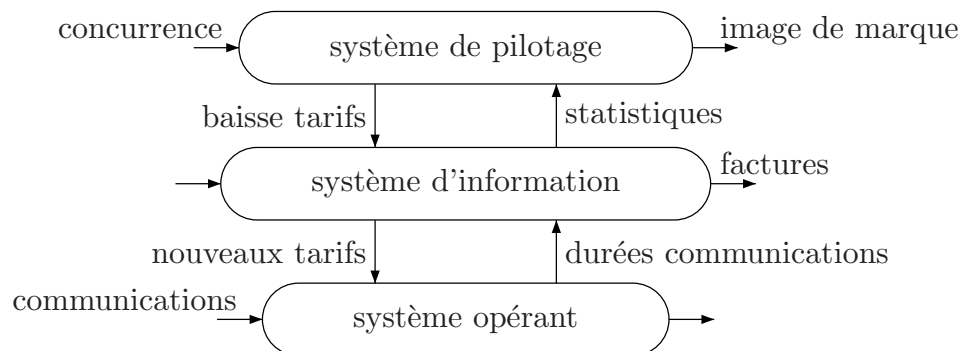 concurrence
système de pilotage
image de marque
baisse tarifs
statistiques
système d'information
factures
nouveaux tarifs
durées communications
communications
système opérant